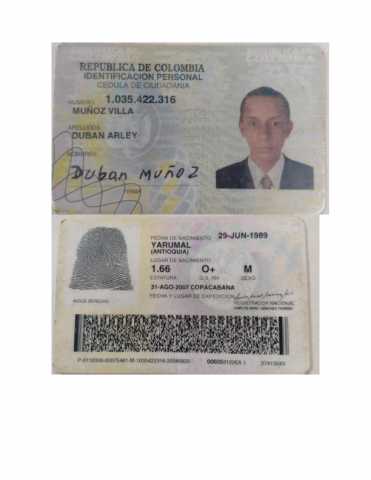 REPUBLICA DE COLOMBIA
IDENTIFICACION PERSONAL
CEDULA DE CIUDADANIA
NUMERO 1.035.422.316
MUÑOZ VILLA
APELLIDOS
DUBAN ARLEY
NOMBRES
Duban Muñoz
FIRMA
FECHA DE NACIMIENTO 29-JUN-1989
YARUMAL
(ANTIOQUIA)
LUGAR DE NACIMIENTO
1.66 O+ M
ESTATURA G.S. RH SEXO
31-AGO-2007 COPACABANA
FECHA Y LUGAR DE EXPEDICION
INDICE DERECHO
REGISTRADOR NACIONAL